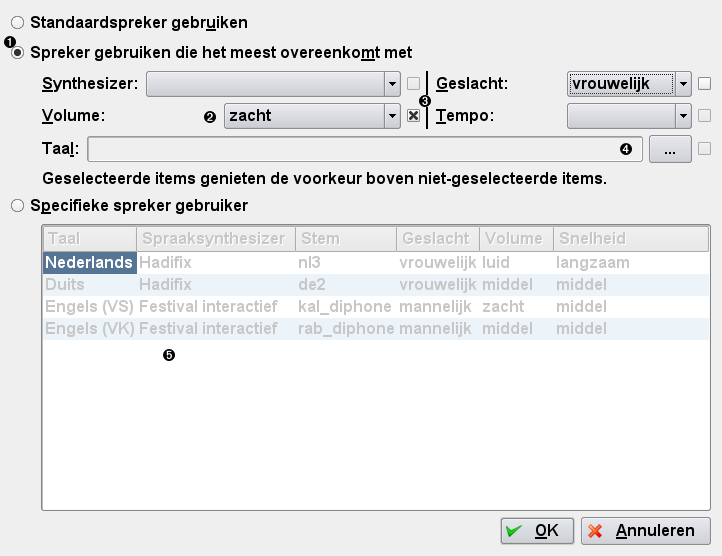 Standaardspreker gebruiken
❶
Spreker gebruiken die het meest overeenkomt met
Synthesizer: Geslacht: vrouwelijk
Volume: ❷ zacht ❸ Tempo:
Taal: ❹ ...
Geselecteerde items genieten de voorkeur boven niet-geselecteerde items.
Specifieke spreker gebruiker
Taal Spraaksynthesizer Stem Geslacht Volume Snelheid
Nederlands Hadifix nl3 vrouwelijk luid langzaam
Duits Hadifix de2 vrouwelijk middel middel
Engels (VS) Festival interactief kal_diphone mannelijk zacht middel
Engels (VK) Festival interactief rab_diphone mannelijk middel middel
❺
OK Annuleren